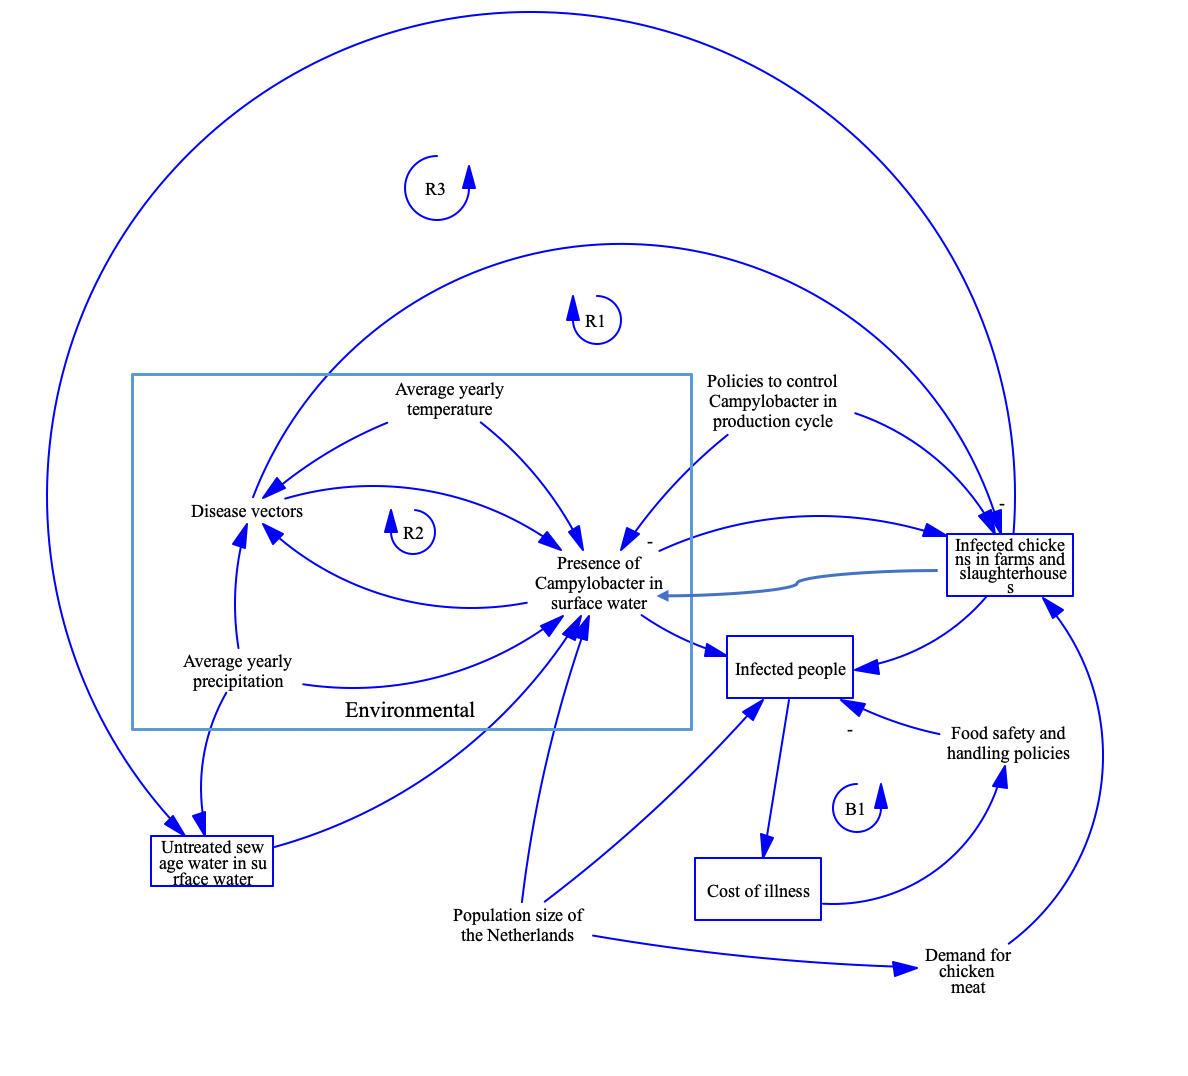 R3
R1
Average yearly
temperature
Policies to control
Campylobacter in
production cycle
Disease vectors
R2
-
-
Presence of
Campylobacter in
surface water
Infected chicke
ns in farms and
slaughterhouse
s
Average yearly
precipitation
Environmental
Infected people
-
Food safety and
handling policies
B1
Untreated sew
age water in su
rface water
Cost of illness
Population size of
the Netherlands
Demand for
chicken
meat